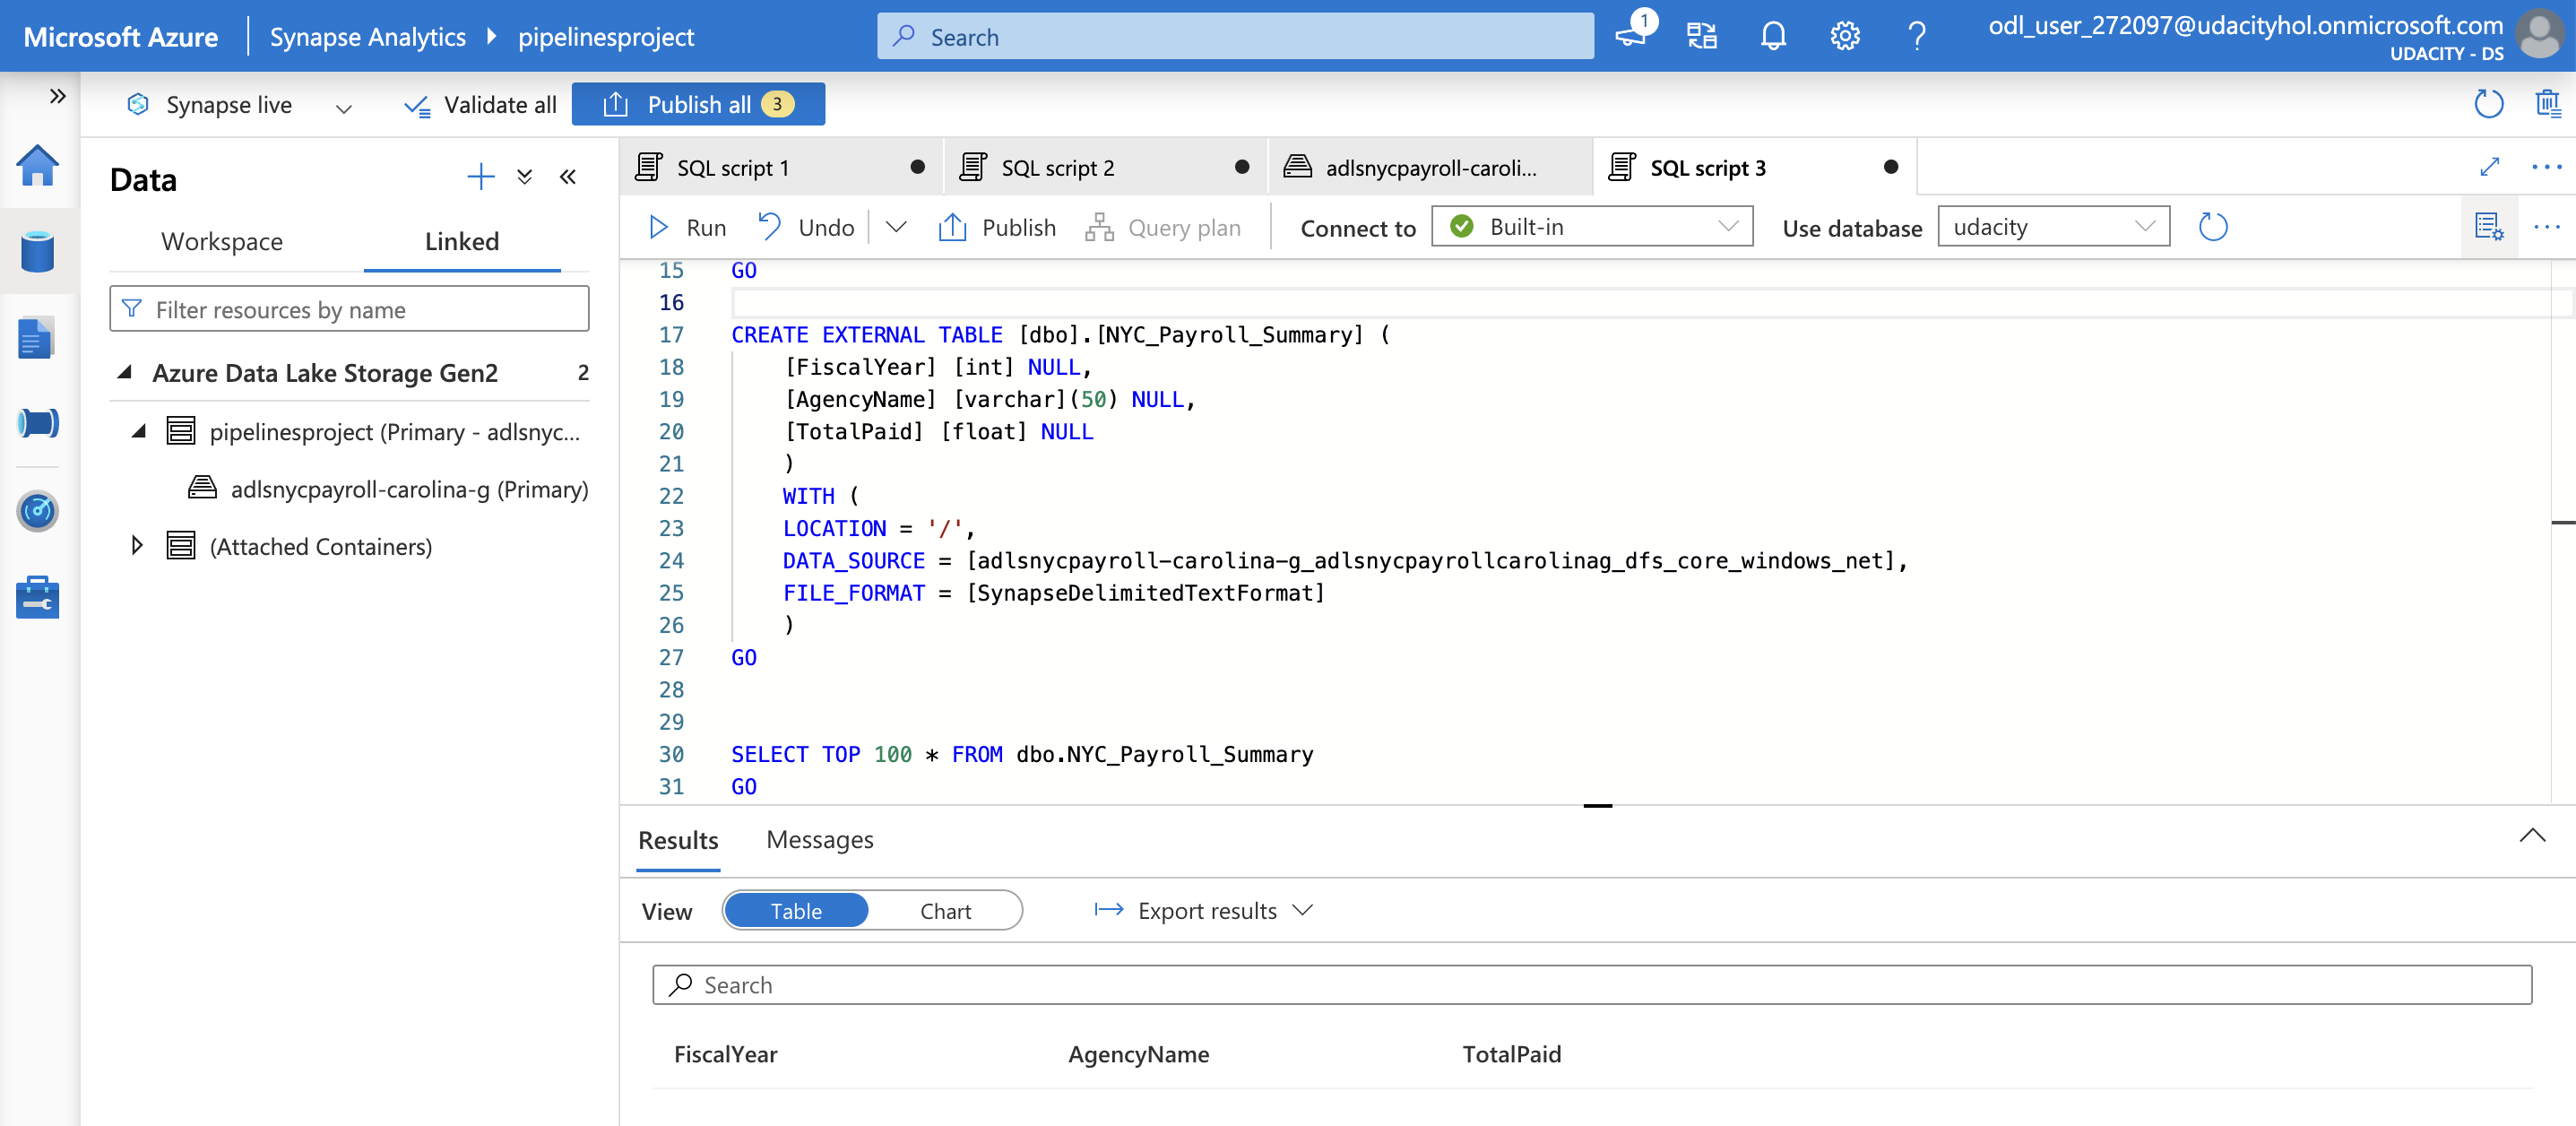 Microsoft Azure
Synapse Analytics
pipelinesproject
Search
1
odl_user_272097@udacityhol.onmicrosoft.com
UDACITY - DS
Synapse live
Validate all
Publish all 3
Data
Workspace
Linked
Filter resources by name
Azure Data Lake Storage Gen2 2
pipelinesproject (Primary - adlsnyc...
adlsnycpayroll-carolina-g (Primary)
(Attached Containers)
SQL script 1
SQL script 2
adlsnycpayroll-caroli...
SQL script 3
Run
Undo
Publish
Query plan
Connect to
Built-in
Use database
udacity
15 GO
16
17 CREATE EXTERNAL TABLE [dbo].[NYC_Payroll_Summary] (
18 [FiscalYear] [int] NULL,
19 [AgencyName] [varchar](50) NULL,
20 [TotalPaid] [float] NULL
21 )
22 WITH (
23 LOCATION = '/',
24 DATA_SOURCE = [adlsnycpayroll-carolina-g_adlsnycpayrollcarolinag_dfs_core_windows_net],
25 FILE_FORMAT = [SynapseDelimitedTextFormat]
26 )
27 GO
28
29
30 SELECT TOP 100 * FROM dbo.NYC_Payroll_Summary
31 GO
Results
Messages
View
Table
Chart
Export results
Search
FiscalYear
AgencyName
TotalPaid